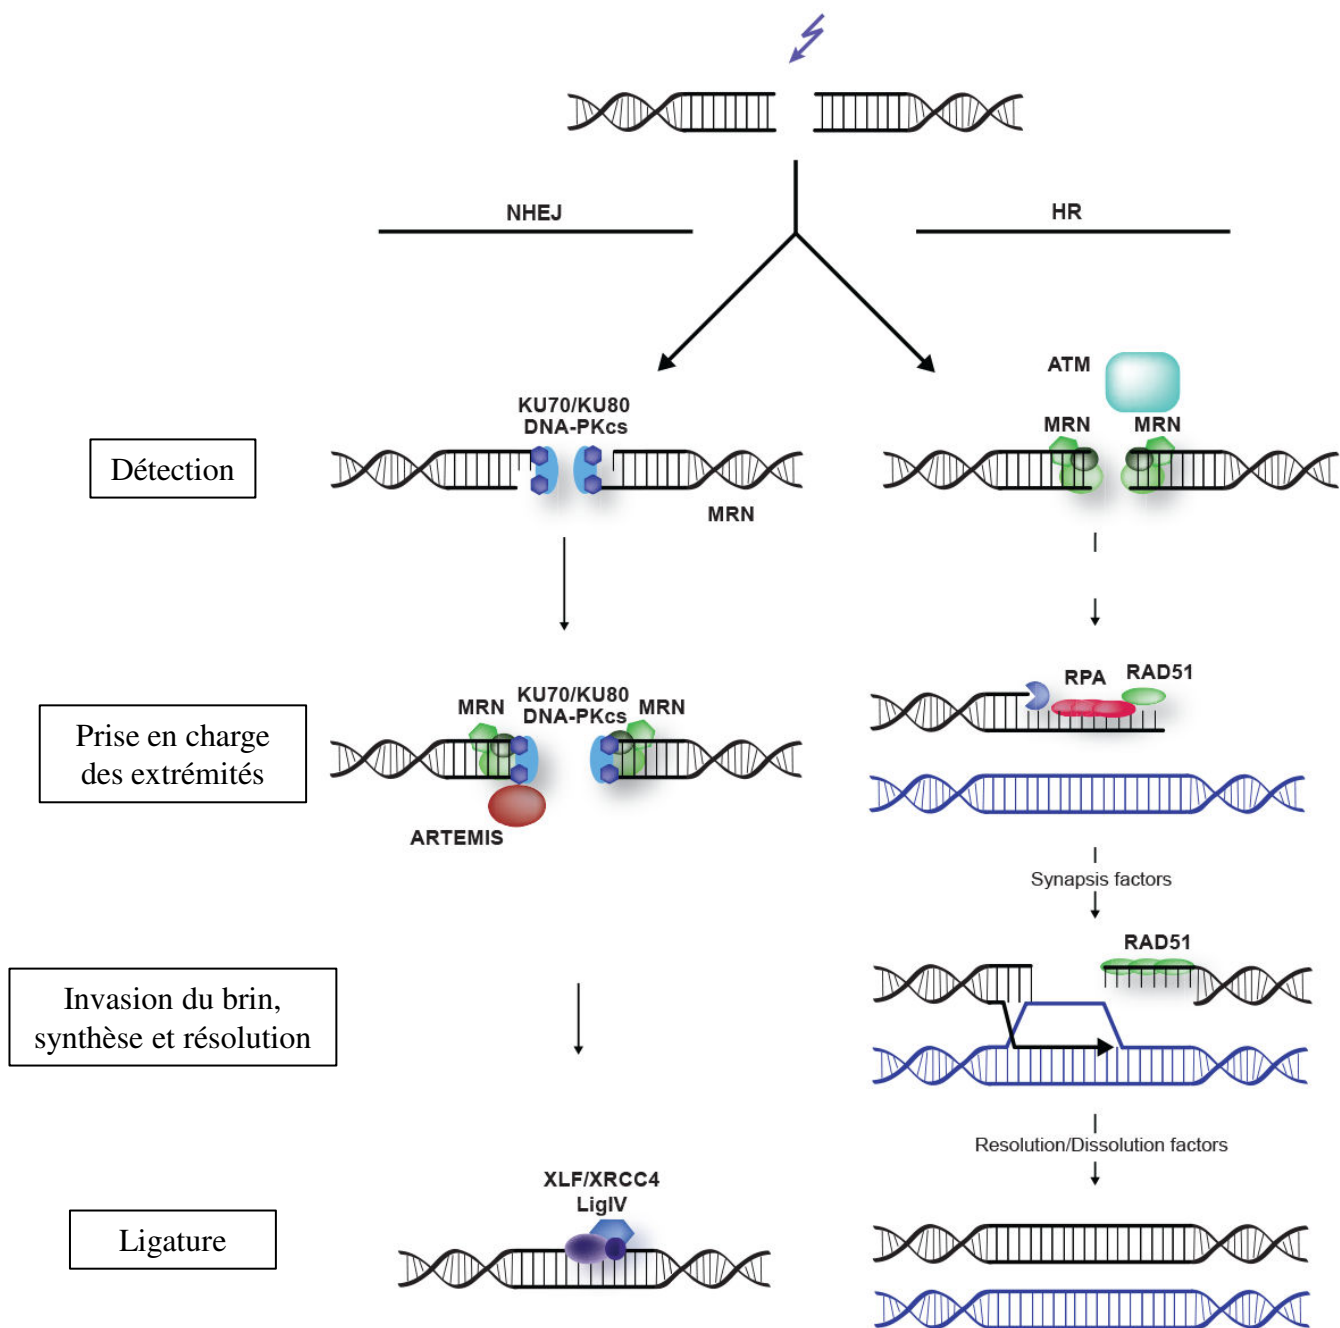 NHEJ
HR
Détection
KU70/KU80
DNA-PKcs
MRN
ATM
MRN MRN
Prise en charge
des extrémités
MRN
KU70/KU80
DNA-PKcs
MRN
ARTEMIS
RPA
RAD51
Synapsis factors
Invasion du brin,
synthèse et résolution
RAD51
Resolution/Dissolution factors
Ligature
XLF/XRCC4
LigIV